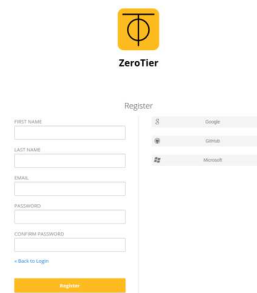 ZeroTier
Register
FIRST NAME
LAST NAME
EMAIL
PASSWORD
CONFIRM PASSWORD
« Back to Login
Register
Google
GitHub
Microsoft